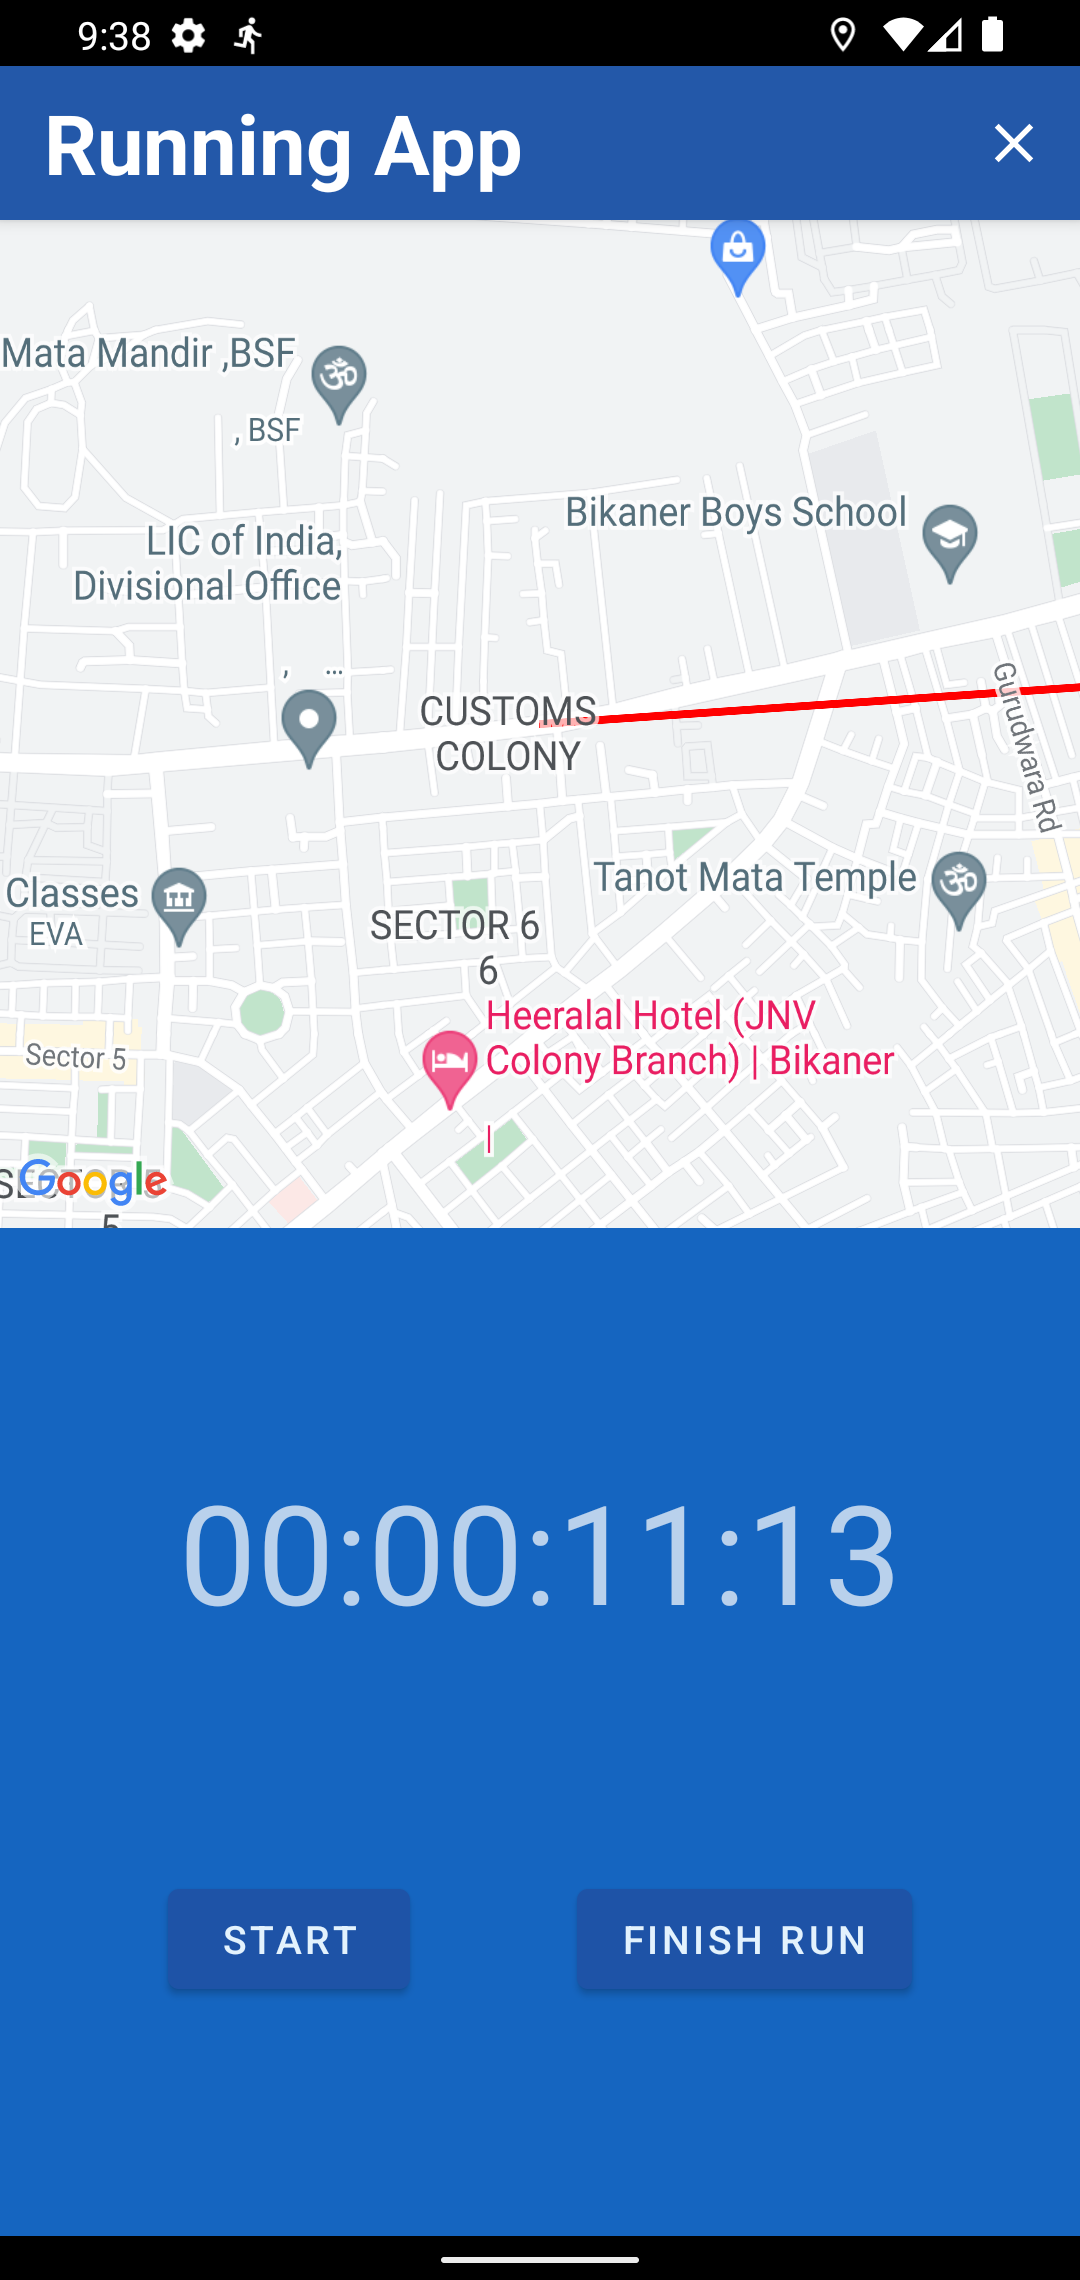 9:38
Running App
Mata Mandir ,BSF
, BSF
Bikaner Boys School
LIC of India,
Divisional Office
, ...
Gurudwara Rd
CUSTOMS
COLONY
Tanot Mata Temple
Classes
EVA
SECTOR 6
6
Heeralal Hotel (JNV
Colony Branch) | Bikaner
|
Sector 5
Google
5
00:00:11:13
START
FINISH RUN